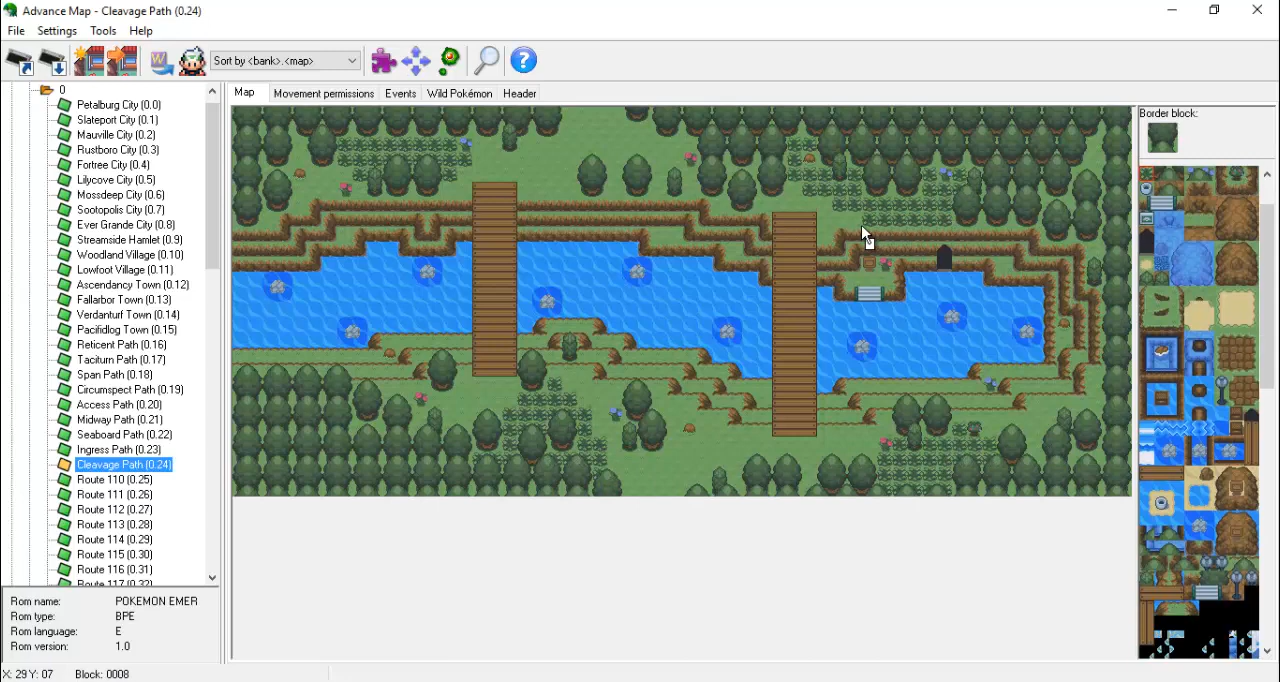 Advance Map - Cleavage Path (0.24)
File Settings Tools Help
Sort by <bank>.<map>
0
Petalburg City (0.0)
Slateport City (0.1)
Mauville City (0.2)
Rustboro City (0.3)
Fortree City (0.4)
Lilycove City (0.5)
Mossdeep City (0.6)
Sootopolis City (0.7)
Ever Grande City (0.8)
Streamside Hamlet (0.9)
Woodland Village (0.10)
Lowfoot Village (0.11)
Ascendancy Town (0.12)
Fallarbor Town (0.13)
Verdanturf Town (0.14)
Pacifidlog Town (0.15)
Reticent Path (0.16)
Taciturn Path (0.17)
Span Path (0.18)
Circumspect Path (0.19)
Access Path (0.20)
Midway Path (0.21)
Seaboard Path (0.22)
Ingress Path (0.23)
Cleavage Path (0.24)
Route 110 (0.25)
Route 111 (0.26)
Route 112 (0.27)
Route 113 (0.28)
Route 114 (0.29)
Route 115 (0.30)
Route 116 (0.31)
Route 117 (0.32)
Rom name: POKEMON EMER
Rom type: BPE
Rom language: E
Rom version: 1.0
Map Movement permissions Events Wild Pokémon Header
Border block:
X: 29 Y: 07 Block: 0008